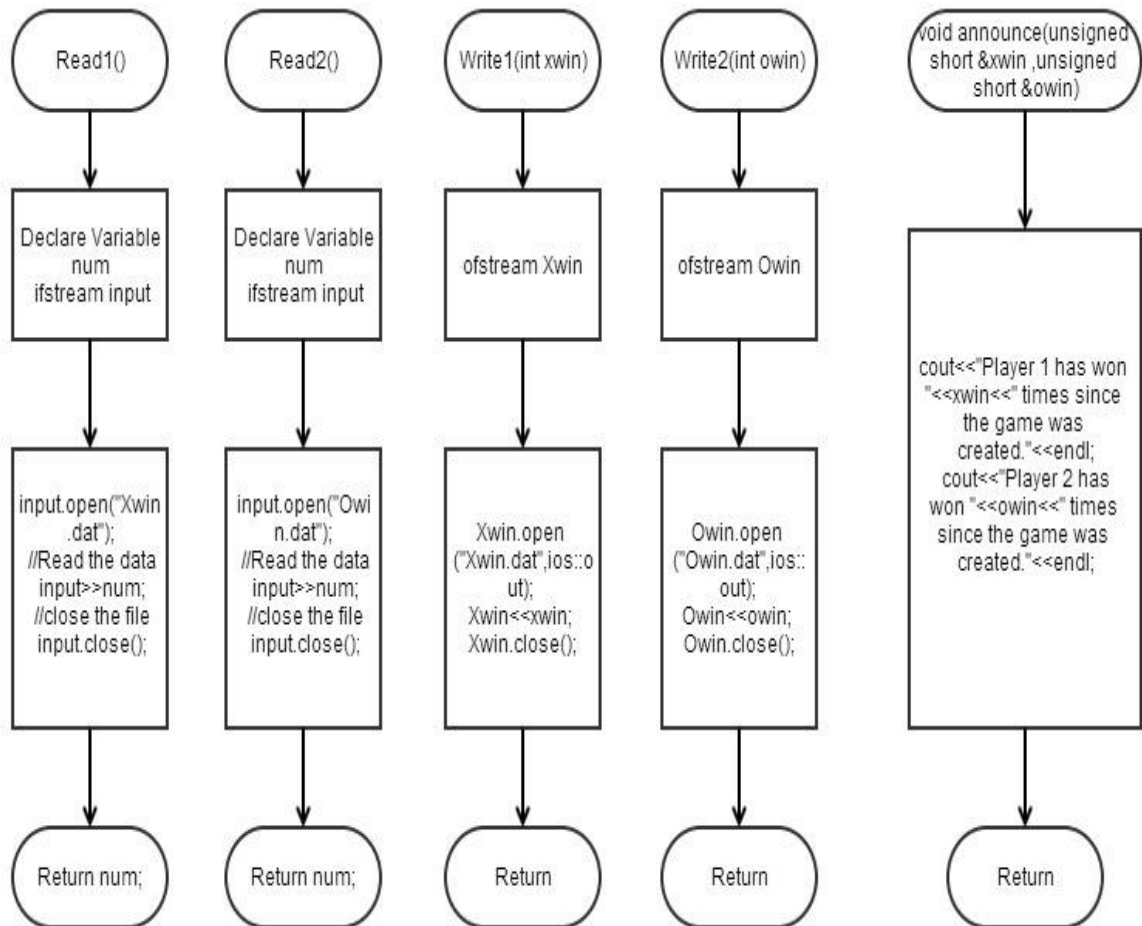 Read1()
Declare Variable
num
ifstream input
input.open("Xwin
.dat");
//Read the data
input>>num;
//close the file
input.close();
Return num;
Read2()
Declare Variable
num
ifstream input
input.open("Owi
n.dat");
//Read the data
input>>num;
//close the file
input.close();
Return num;
Write1(int xwin)
ofstream Xwin
Xwin.open
("Xwin.dat",ios::o
ut);
Xwin<<xwin;
Xwin.close();
Return
Write2(int owin)
ofstream Owin
Owin.open
("Owin.dat",ios::
out);
Owin<<owin;
Owin.close();
Return
void announce(unsigned
short &xwin ,unsigned
short &owin)
cout<<"Player 1 has won
"<<xwin<<" times since
the game was
created."<<endl;
cout<<"Player 2 has
won "<<owin<<" times
since the game was
created."<<endl;
Return